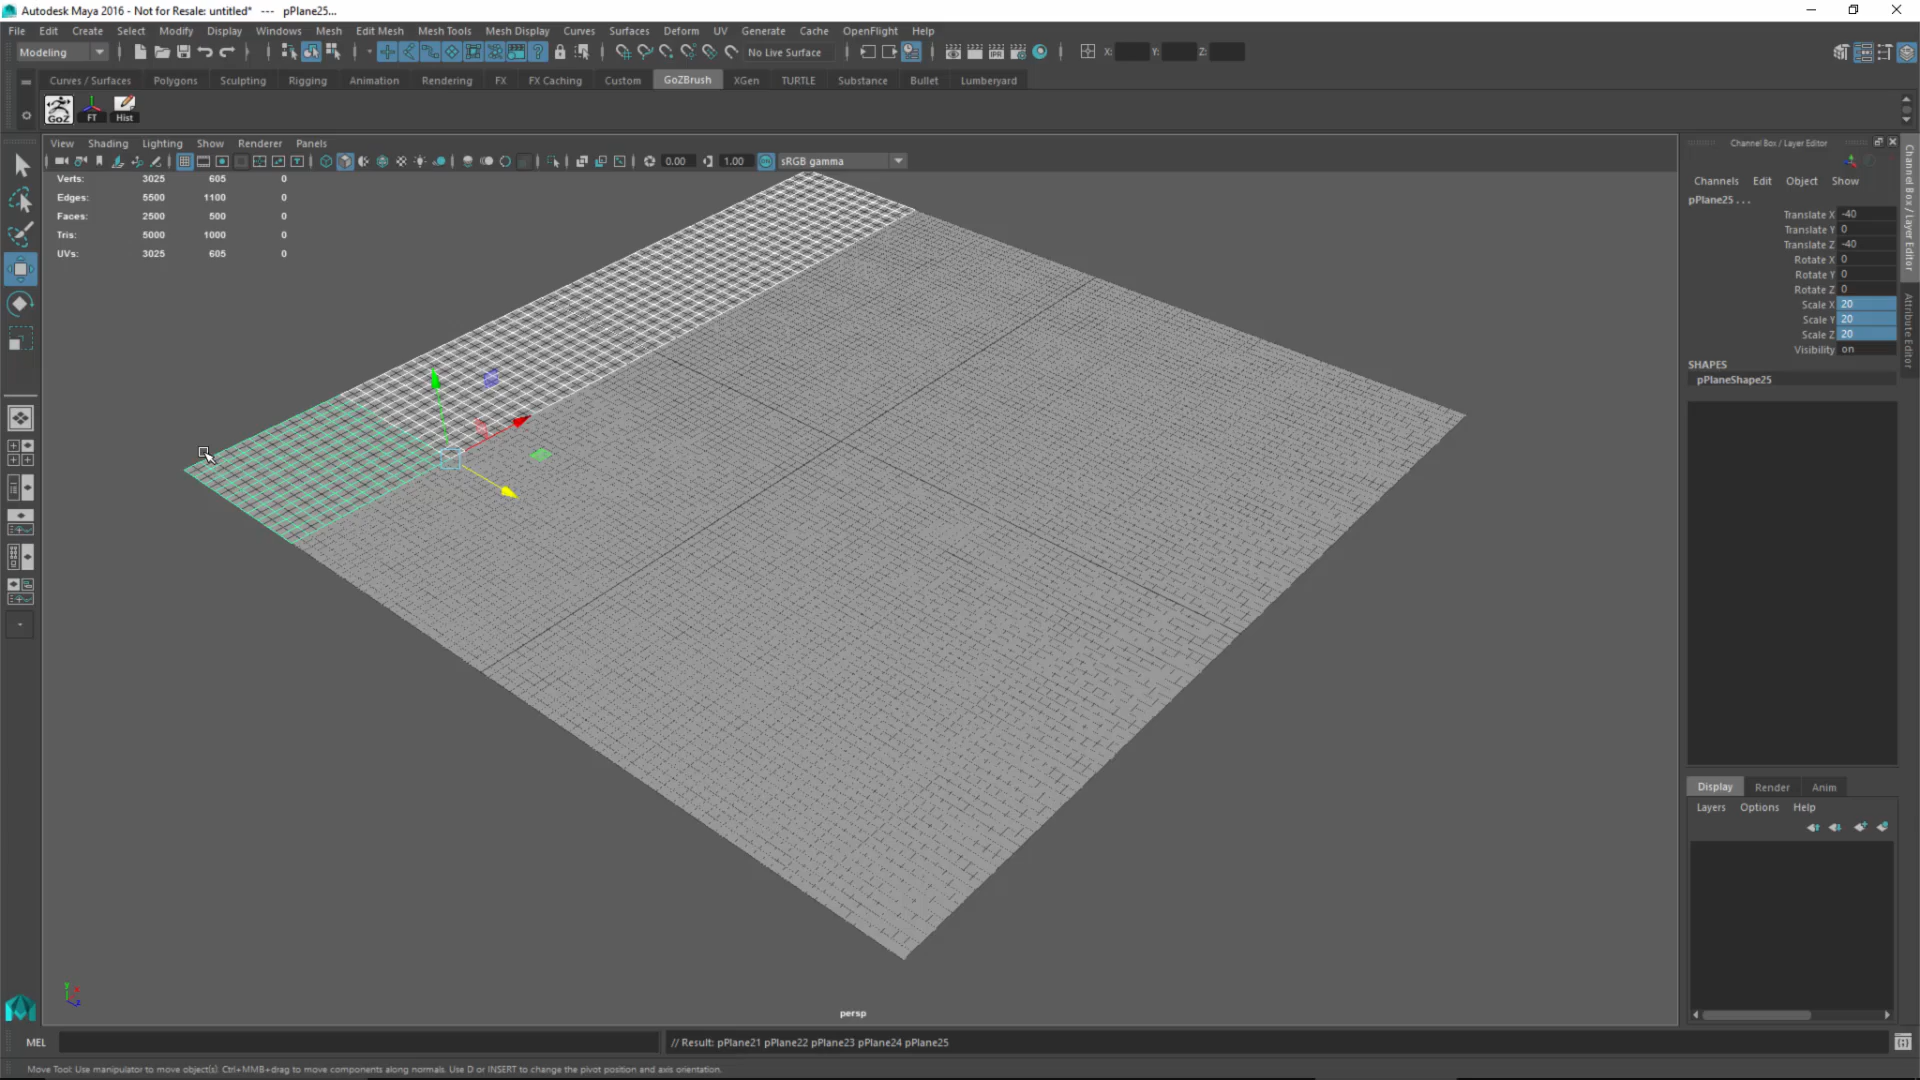 Autodesk Maya 2016 - Not for Resale: untitled* --- pPlane25...
File Edit Create Select Modify Display Windows Mesh Edit Mesh Mesh Tools Mesh Display Curves Surfaces Deform UV Generate Cache OpenFlight Help
Modeling No Live Surface X: Y: Z:
Curves / Surfaces Polygons Sculpting Rigging Animation Rendering FX FX Caching Custom GoZBrush XGen TURTLE Substance Bullet Lumberyard
GoZ FT Hist
View Shading Lighting Show Renderer Panels
0.00 1.00 sRGB gamma
Verts: 3025 605 0
Edges: 5500 1100 0
Faces: 2500 500 0
Tris: 5000 1000 0
UVs: 3025 605 0
persp
Channel Box / Layer Editor
Channels Edit Object Show
pPlane25 . . .
Translate X -40
Translate Y 0
Translate Z -40
Rotate X 0
Rotate Y 0
Rotate Z 0
Scale X 20
Scale Y 20
Scale Z 20
Visibility on
SHAPES
pPlaneShape25
Display Render Anim
Layers Options Help
Channel Box / Layer Editor
Attribute Editor
MEL // Result: pPlane21 pPlane22 pPlane23 pPlane24 pPlane25
Move Tool: Use manipulator to move object(s). Ctrl+MMB+drag to move components along normals. Use D or INSERT to change the pivot position and axis orientation.